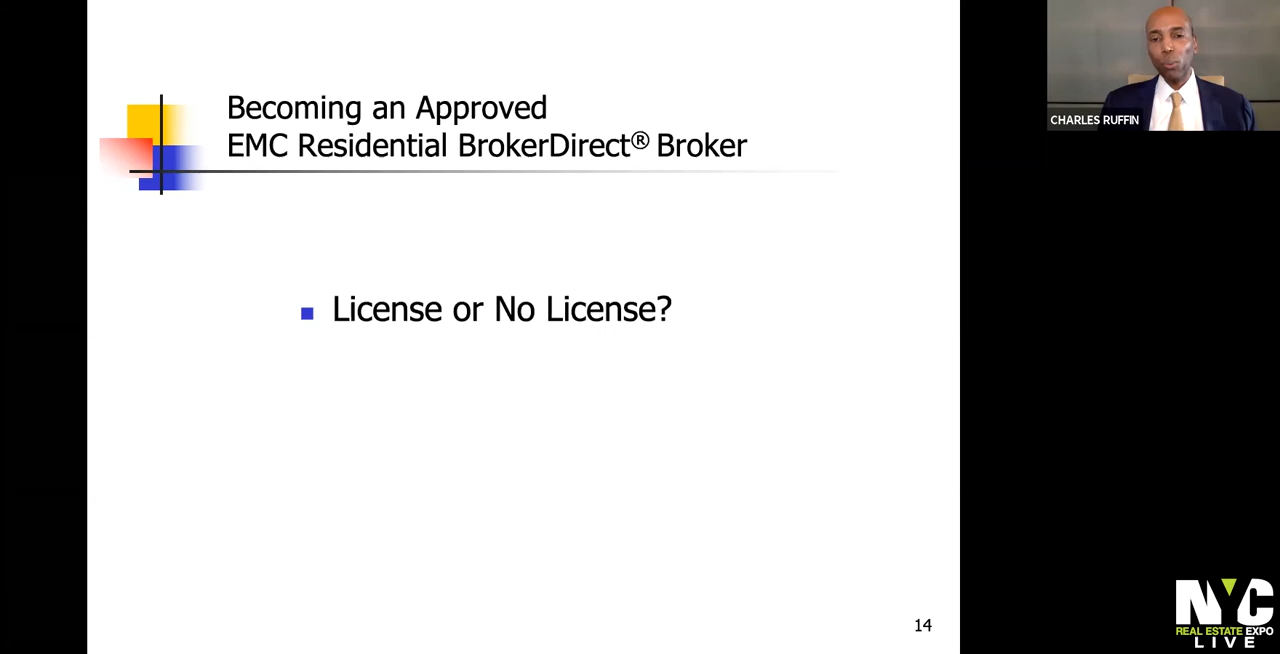 Becoming an Approved
EMC Residential BrokerDirect® Broker
License or No License?
14
CHARLES RUFFIN
NYC
REAL ESTATE EXPO
LIVE